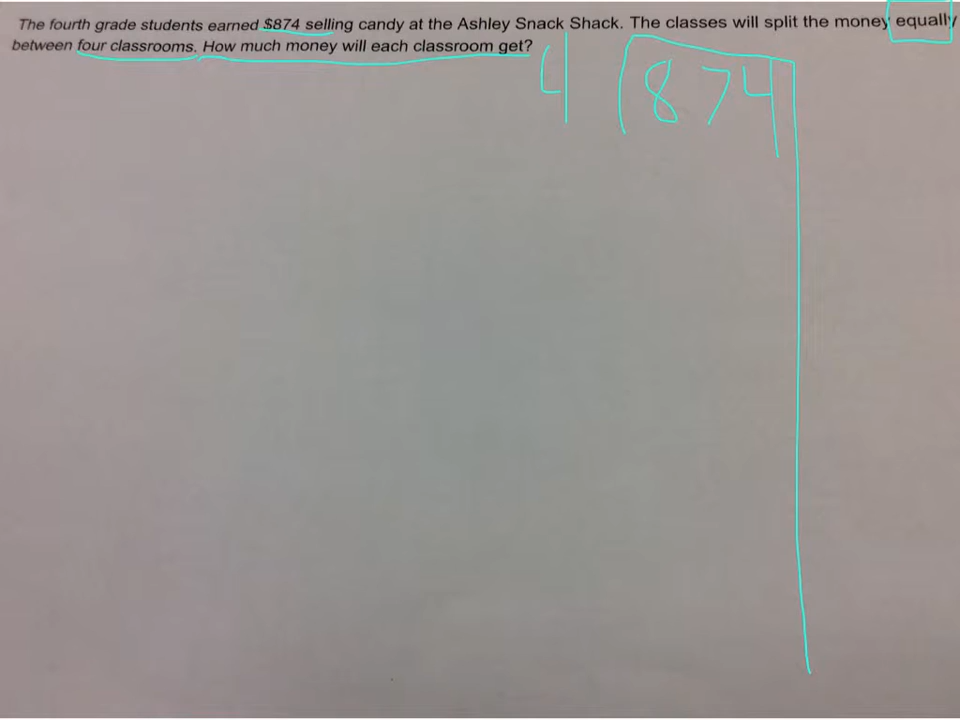 The fourth grade students earned $874 selling candy at the Ashley Snack Shack. The classes will split the money equally
between four classrooms. How much money will each classroom get?
4 874